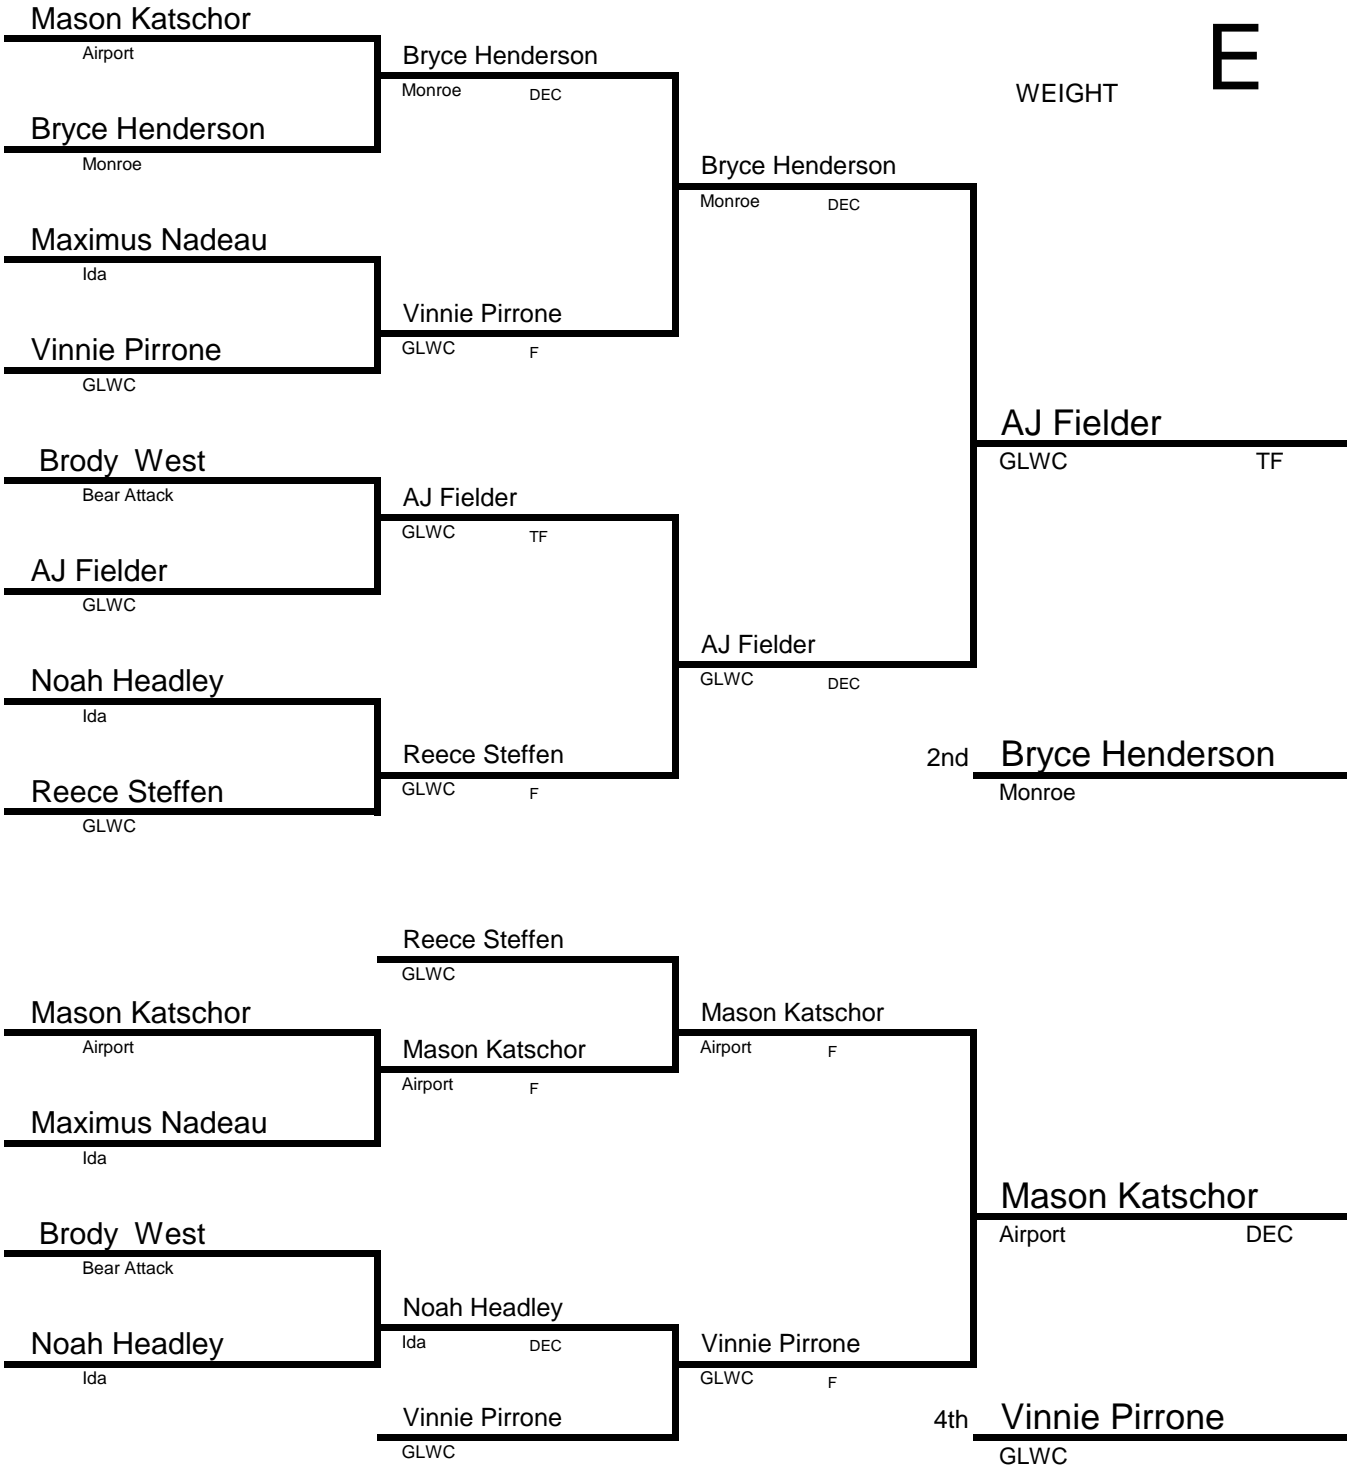 Mason Katschor
Airport
Bryce Henderson
Monroe DEC
E
WEIGHT
Bryce Henderson
Monroe
Bryce Henderson
Monroe DEC
Maximus Nadeau
Ida
Vinnie Pirrone
GLWC F
Vinnie Pirrone
GLWC
AJ Fielder
GLWC TF
Brody West
Bear Attack
AJ Fielder
GLWC TF
AJ Fielder
GLWC
AJ Fielder
GLWC DEC
Noah Headley
Ida
Reece Steffen
GLWC F
2nd Bryce Henderson
Monroe
Reece Steffen
GLWC
Reece Steffen
GLWC
Mason Katschor
Airport
Mason Katschor
Airport F
Mason Katschor
Airport F
Maximus Nadeau
Ida
Mason Katschor
Airport DEC
Brody West
Bear Attack
Noah Headley
Ida DEC
Noah Headley
Ida
Vinnie Pirrone
GLWC F
Vinnie Pirrone
GLWC
4th Vinnie Pirrone
GLWC